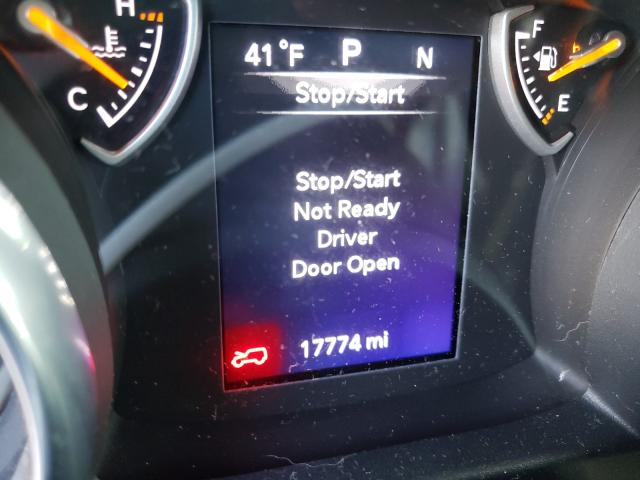 H
C
41°F P N
Stop/Start
Stop/Start
Not Ready
Driver
Door Open
17774 mi
F
E